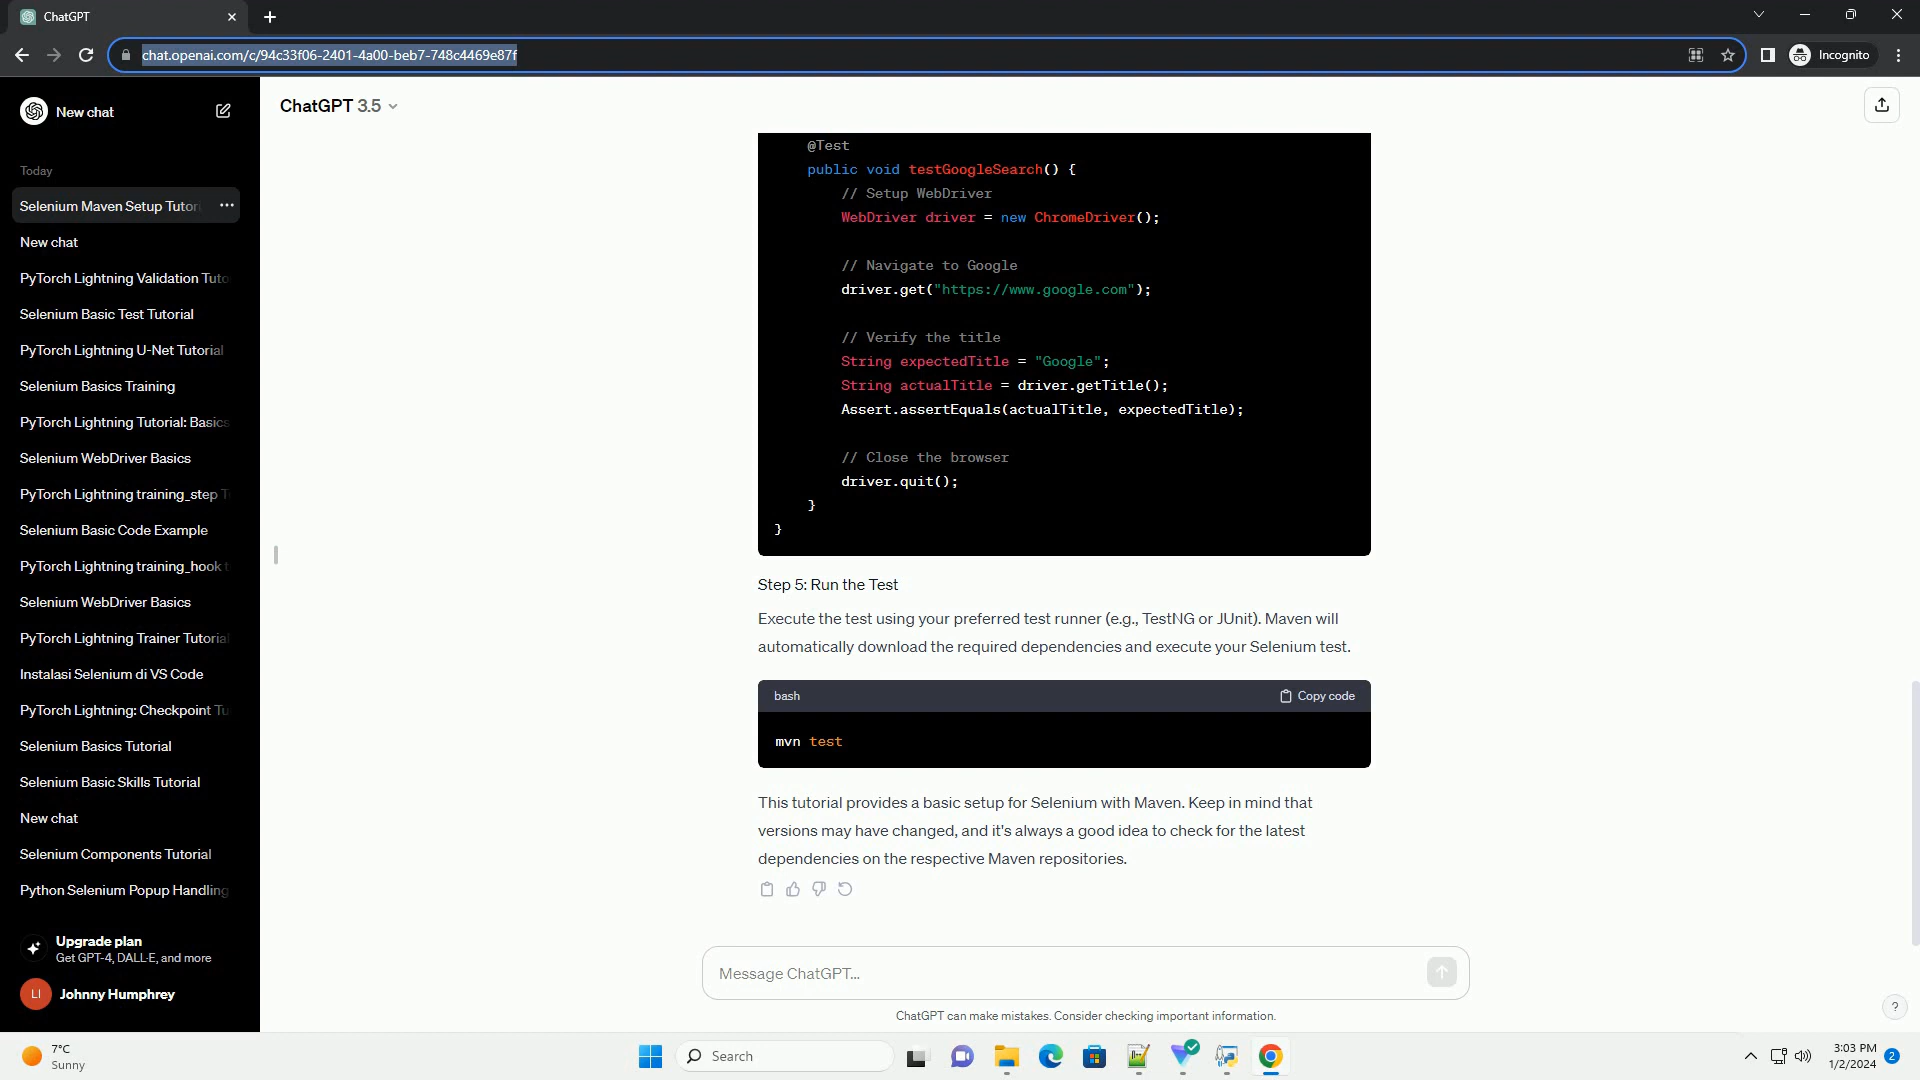 ChatGPT
chat.openai.com/c/94c33f06-2401-4a00-beb7-748c4469e87f
Incognito
New chat
Today
Selenium Maven Setup Tutori
New chat
PyTorch Lightning Validation Tuto
Selenium Basic Test Tutorial
PyTorch Lightning U-Net Tutorial
Selenium Basics Training
PyTorch Lightning Tutorial: Basics
Selenium WebDriver Basics
PyTorch Lightning training_step T
Selenium Basic Code Example
PyTorch Lightning training_hook t
Selenium WebDriver Basics
PyTorch Lightning Trainer Tutorial
Instalasi Selenium di VS Code
PyTorch Lightning: Checkpoint Tu
Selenium Basics Tutorial
Selenium Basic Skills Tutorial
New chat
Selenium Components Tutorial
Python Selenium Popup Handling
Upgrade plan
Get GPT-4, DALL·E, and more
LI
Johnny Humphrey
ChatGPT 3.5
@Test
public void testGoogleSearch() {
// Setup WebDriver
WebDriver driver = new ChromeDriver();
// Navigate to Google
driver.get("https://www.google.com");
// Verify the title
String expectedTitle = "Google";
String actualTitle = driver.getTitle();
Assert.assertEquals(actualTitle, expectedTitle);
// Close the browser
driver.quit();
}
}
Step 5: Run the Test
Execute the test using your preferred test runner (e.g., TestNG or JUnit). Maven will
automatically download the required dependencies and execute your Selenium test.
bash
Copy code
mvn test
This tutorial provides a basic setup for Selenium with Maven. Keep in mind that
versions may have changed, and it's always a good idea to check for the latest
dependencies on the respective Maven repositories.
Message ChatGPT...
ChatGPT can make mistakes. Consider checking important information.
?
7°C
Sunny
Search
3:03 PM
1/2/2024
2